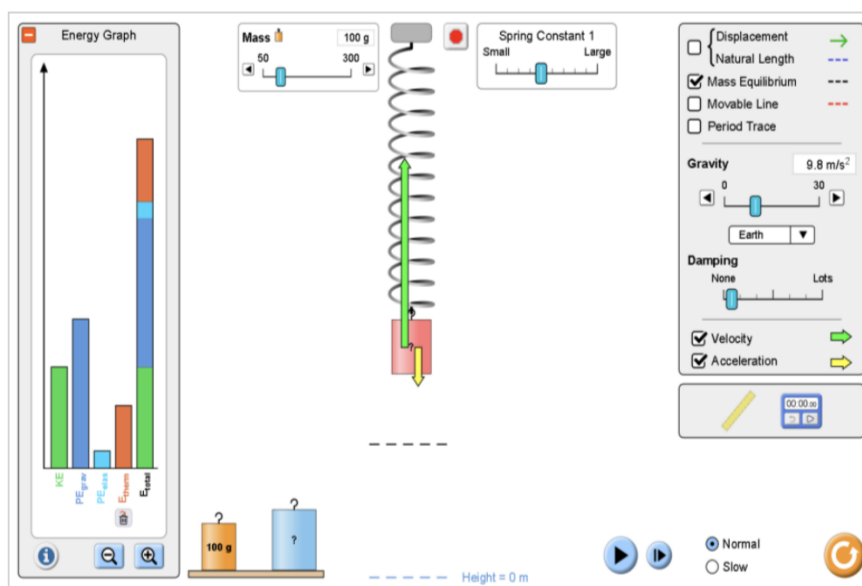 Energy Graph
KE
PEgrav
PEelas
Etherm
Etotal
Mass
100 g
50
300
Spring Constant 1
Small
Large
?
?
100 g
?
Height = 0 m
Displacement
Natural Length
Mass Equilibrium
Movable Line
Period Trace
Gravity
9.8 m/s²
0
30
Earth
Damping
None
Lots
Velocity
Acceleration
00:00.00
Normal
Slow